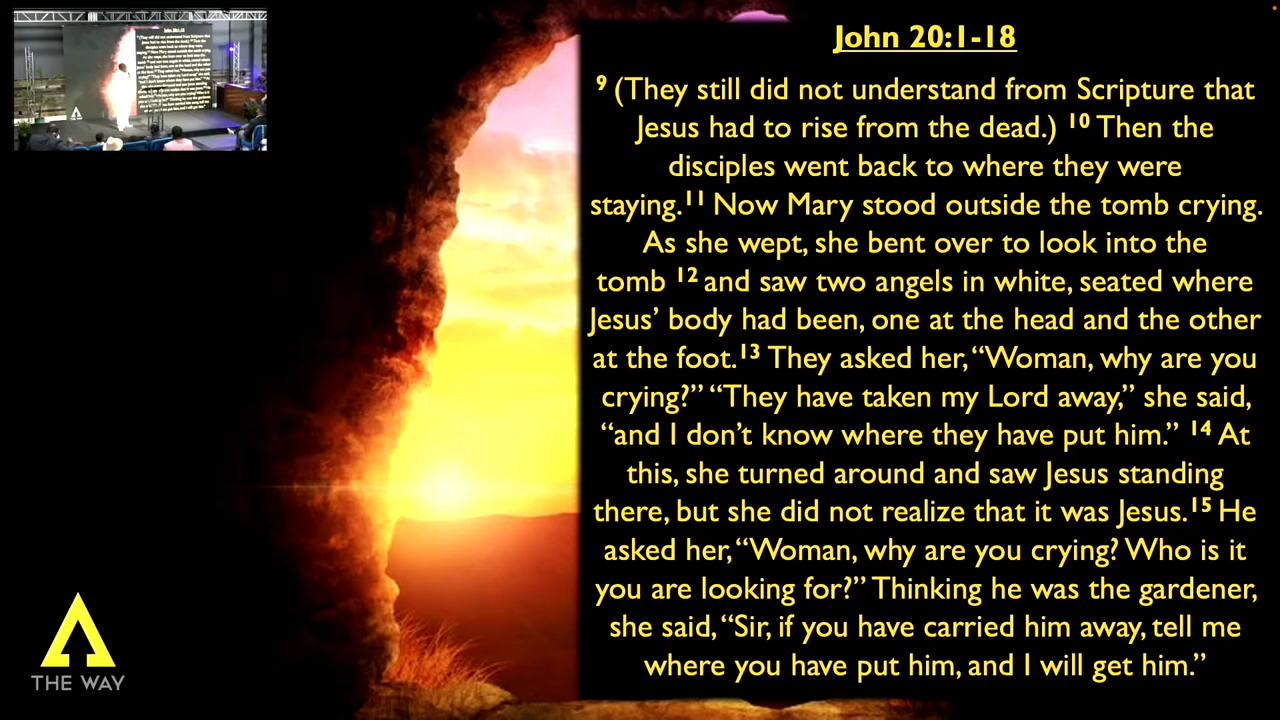 John 20:1-18
9 (They still did not understand from Scripture that
Jesus had to rise from the dead.) 10 Then the
disciples went back to where they were
staying.11 Now Mary stood outside the tomb crying.
As she wept, she bent over to look into the
tomb 12 and saw two angels in white, seated where
Jesus’ body had been, one at the head and the other
at the foot.13 They asked her, “Woman, why are you
crying?” “They have taken my Lord away,” she said,
“and I don’t know where they have put him.” 14 At
this, she turned around and saw Jesus standing
there, but she did not realize that it was Jesus.15 He
asked her, “Woman, why are you crying? Who is it
you are looking for?” Thinking he was the gardener,
she said, “Sir, if you have carried him away, tell me
where you have put him, and I will get him.”
THE WAY